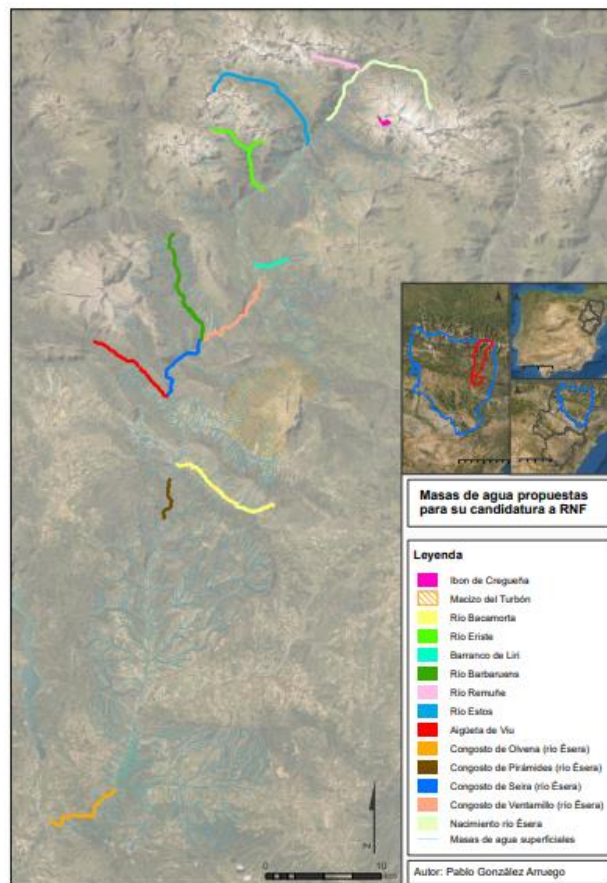 Masas de agua propuestas
para su candidatura a RNF
Leyenda
Ibon de Cregueña
Macizo del Turbón
Río Bacamorta
Río Eriste
Barranco de Liri
Río Barbaruens
Río Remuñe
Río Estos
Aigüeta de Viu
Congosto de Olvena (río Ésera)
Congosto de Pirámides (río Ésera)
Congosto de Seira (río Ésera)
Congosto de Ventamillo (río Ésera)
Nacimiento río Ésera
Masas de agua superficiales
Z
0 10
km
Autor: Pablo González Arruego